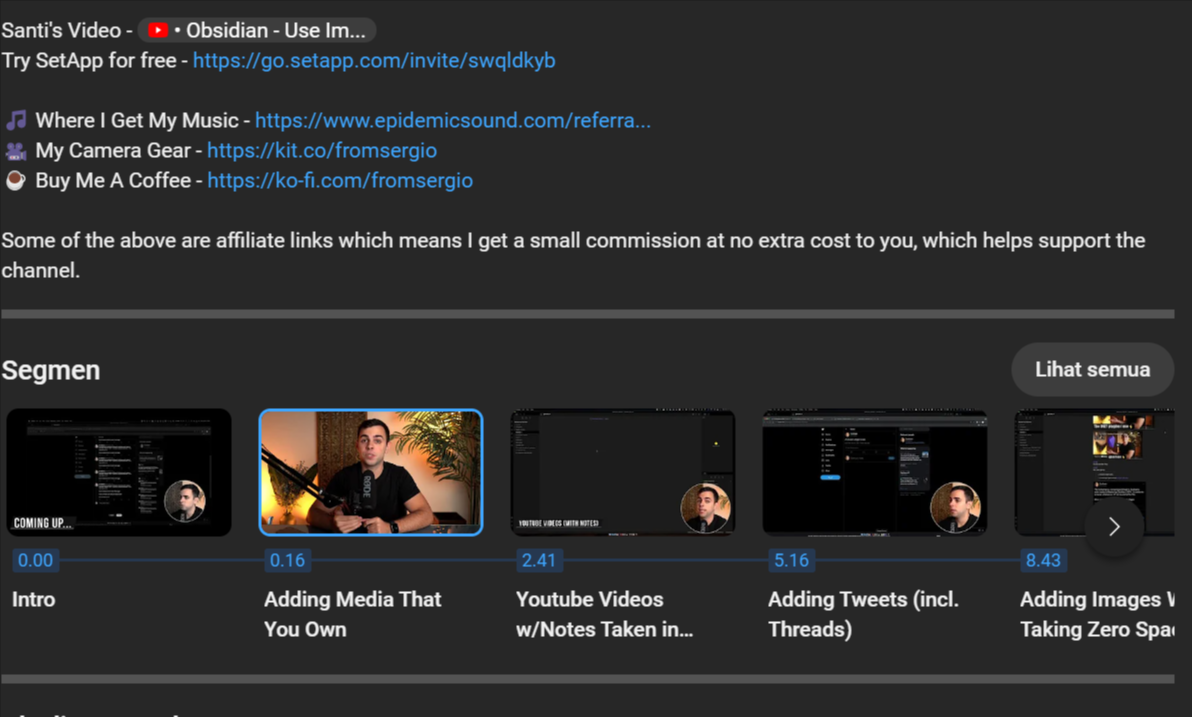 Santi's Video - • Obsidian - Use Im...
Try SetApp for free - https://go.setapp.com/invite/swqldkyb
Where I Get My Music - https://www.epidemicsound.com/referra...
My Camera Gear - https://kit.co/fromsergio
Buy Me A Coffee - https://ko-fi.com/fromsergio
Some of the above are affiliate links which means I get a small commission at no extra cost to you, which helps support the
channel.
Segmen
Lihat semua
COMING UP...
RODE
YOUTUBE VIDEOS (WITH NOTES)
0.00
Intro
0.16
Adding Media That
You Own
2.41
Youtube Videos
w/Notes Taken in...
5.16
Adding Tweets (incl.
Threads)
8.43
Adding Images
Taking Zero